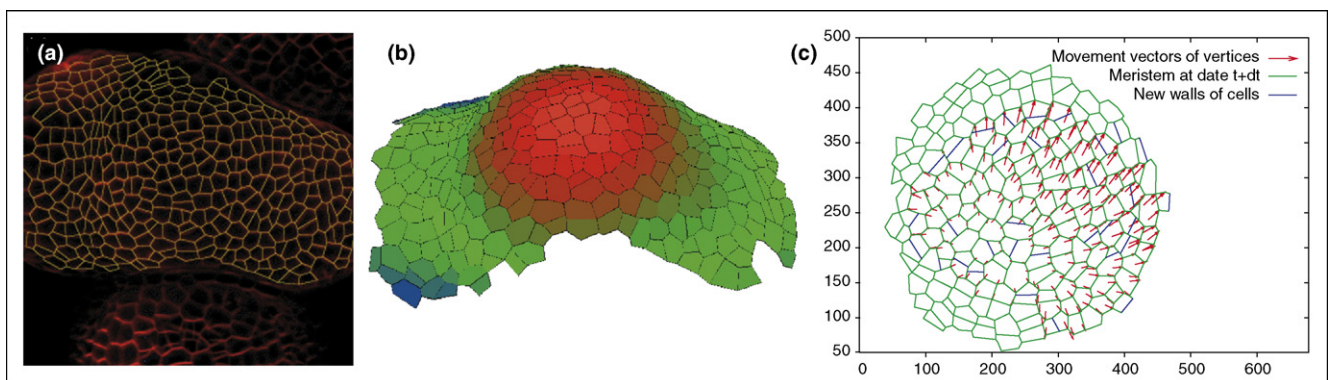 (a)
(b)
(c)
500
450
400
350
300
250
200
150
100
50
0
100
200
300
400
500
600
Movement vectors of vertices
Meristem at date t+dt
New walls of cells